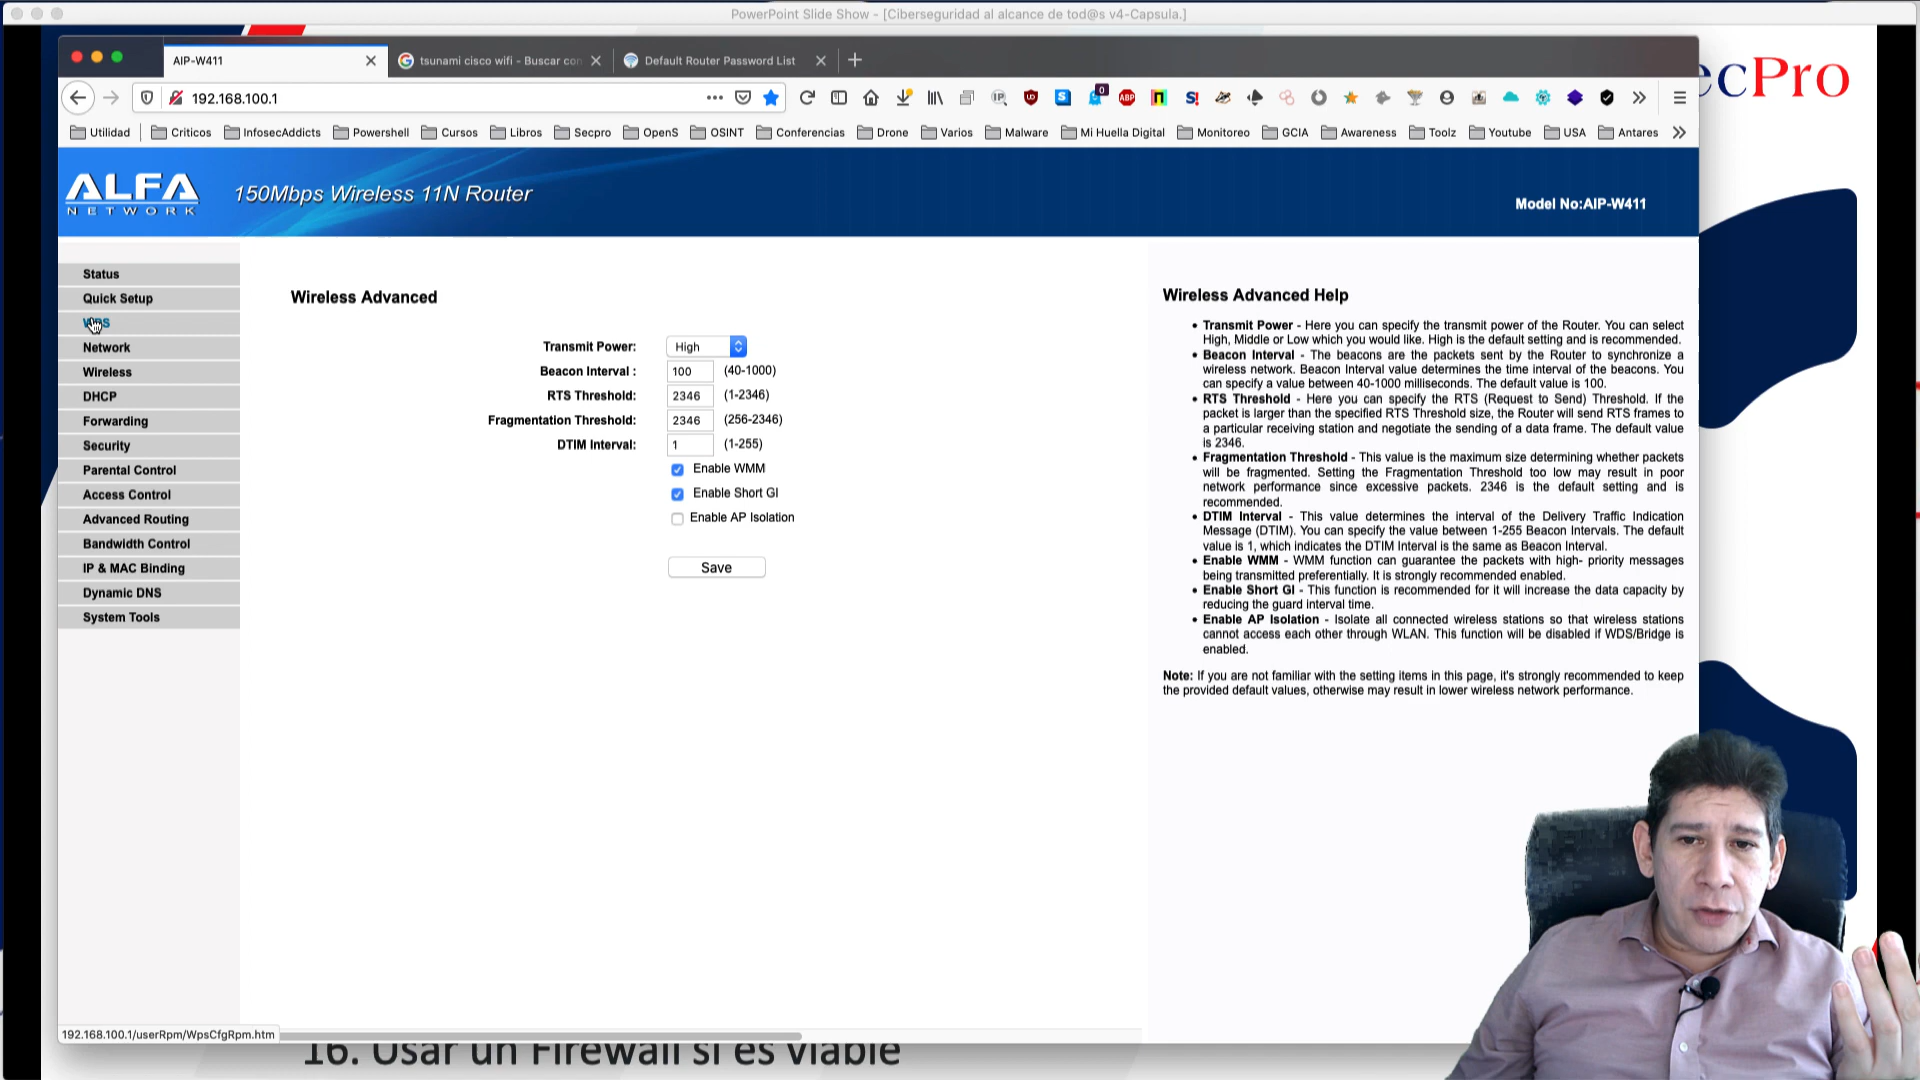 PowerPoint Slide Show - [Ciberseguridad al alcance de tod@s v4-Capsula.]
AIP-W411
tsunami cisco wifi - Buscar con
Default Router Password List
192.168.100.1
0
ABP
ecPro
Utilidad
Criticos
InfosecAddicts
Powershell
Cursos
Libros
Secpro
OpenS
OSINT
Conferencias
Drone
Varios
Malware
Mi Huella Digital
Monitoreo
GCIA
Awareness
Toolz
Youtube
USA
Antares
ALFA
NETWORK
150Mbps Wireless 11N Router
Model No:AIP-W411
Status
Quick Setup
Network
Wireless
DHCP
Forwarding
Security
Parental Control
Access Control
Advanced Routing
Bandwidth Control
IP & MAC Binding
Dynamic DNS
System Tools
Wireless Advanced
Transmit Power: High
Beacon Interval : 100 (40-1000)
RTS Threshold: 2346 (1-2346)
Fragmentation Threshold: 2346 (256-2346)
DTIM Interval: 1 (1-255)
Enable WMM
Enable Short GI
Enable AP Isolation
Save
Wireless Advanced Help
• Transmit Power - Here you can specify the transmit power of the Router. You can select
High, Middle or Low which you would like. High is the default setting and is recommended.
• Beacon Interval - The beacons are the packets sent by the Router to synchronize a
wireless network. Beacon Interval value determines the time interval of the beacons. You
can specify a value between 40-1000 milliseconds. The default value is 100.
• RTS Threshold - Here you can specify the RTS (Request to Send) Threshold. If the
packet is larger than the specified RTS Threshold size, the Router will send RTS frames to
a particular receiving station and negotiate the sending of a data frame. The default value
is 2346.
• Fragmentation Threshold - This value is the maximum size determining whether packets
will be fragmented. Setting the Fragmentation Threshold too low may result in poor
network performance since excessive packets. 2346 is the default setting and is
recommended.
• DTIM Interval - This value determines the interval of the Delivery Traffic Indication
Message (DTIM). You can specify the value between 1-255 Beacon Intervals. The default
value is 1, which indicates the DTIM Interval is the same as Beacon Interval.
• Enable WMM - WMM function can guarantee the packets with high- priority messages
being transmitted preferentially. It is strongly recommended enabled.
• Enable Short GI - This function is recommended for it will increase the data capacity by
reducing the guard interval time.
• Enable AP Isolation - Isolate all connected wireless stations so that wireless stations
cannot access each other through WLAN. This function will be disabled if WDS/Bridge is
enabled.
Note: If you are not familiar with the setting items in this page, it's strongly recommended to keep
the provided default values, otherwise may result in lower wireless network performance.
192.168.100.1/userRpm/WpsCfgRpm.htm
16. Usar un Firewall si es viable